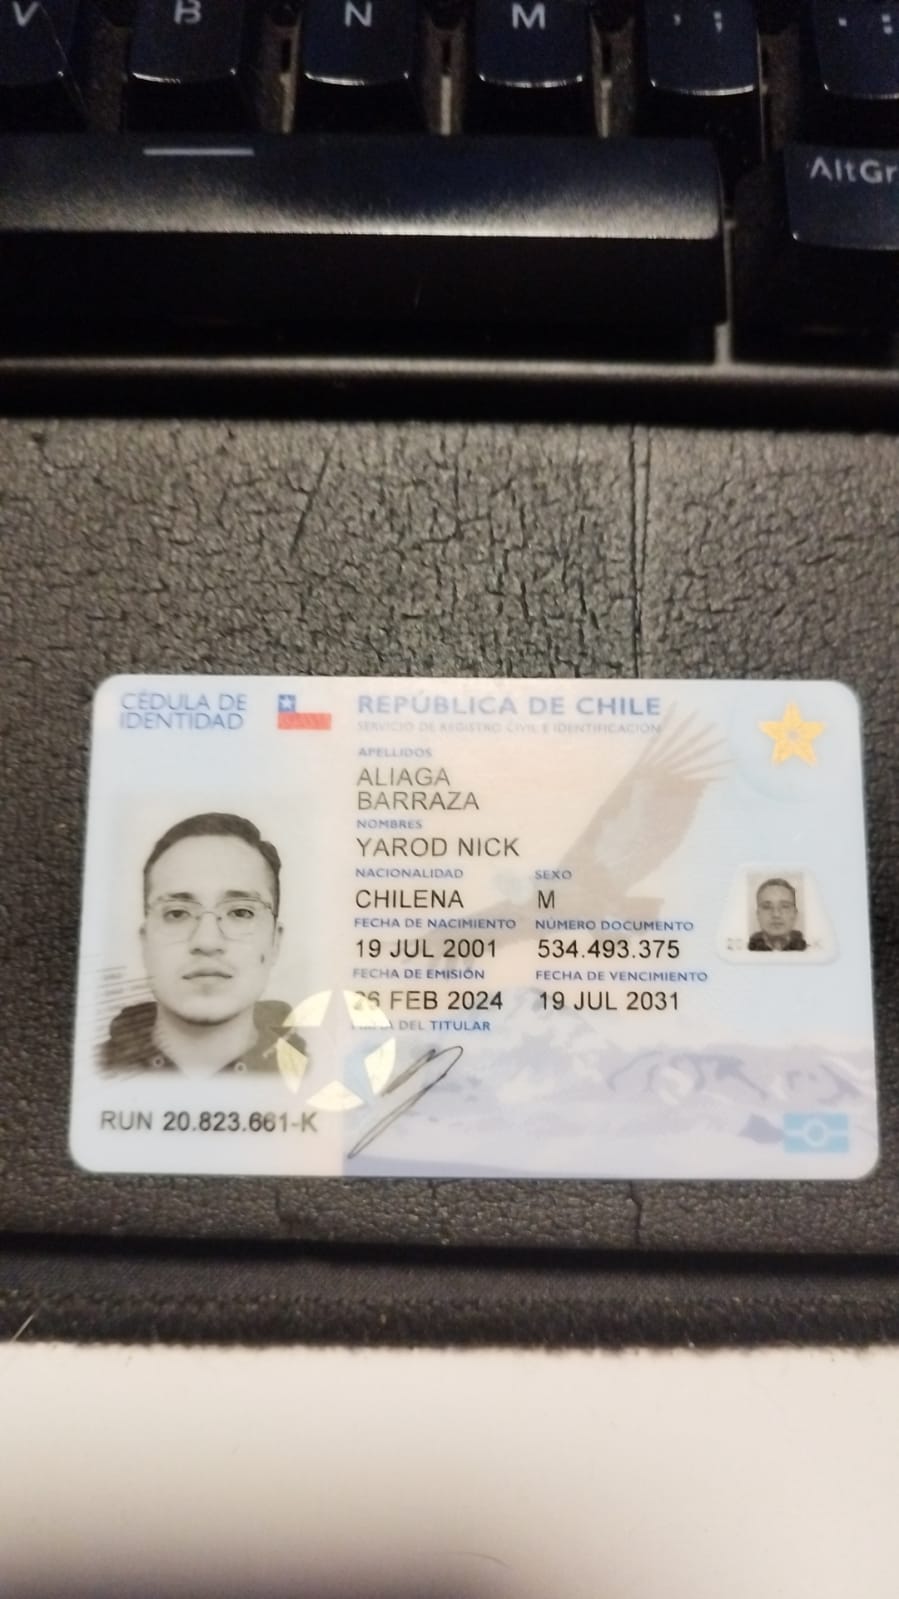 V B N M , ; . :
AltGr
CÉDULA DE
IDENTIDAD
REPÚBLICA DE CHILE
SERVICIO DE REGISTRO CIVIL E IDENTIFICACIÓN
APELLIDOS
ALIAGA
BARRAZA
NOMBRES
YAROD NICK
NACIONALIDAD SEXO
CHILENA M
FECHA DE NACIMIENTO NÚMERO DOCUMENTO
19 JUL 2001 534.493.375
FECHA DE EMISIÓN FECHA DE VENCIMIENTO
26 FEB 2024 19 JUL 2031
DEL TITULAR
RUN 20.823.661-K